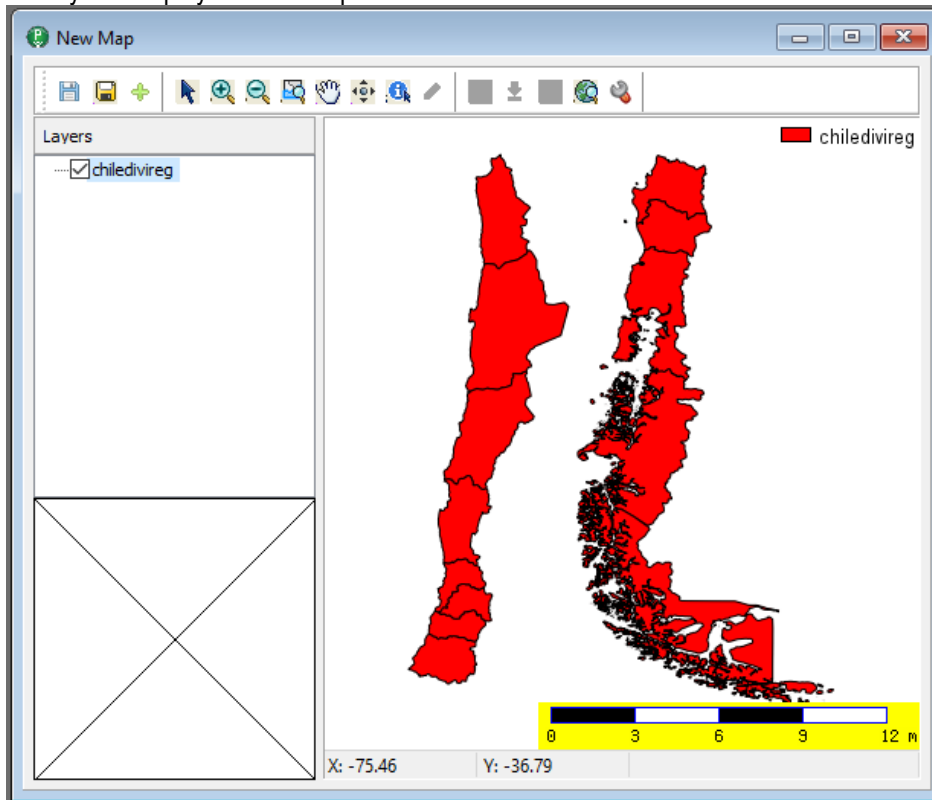 New Map
Layers
chiledivireg
chiledivireg
0 3 6 9 12 m
X: -75.46 Y: -36.79